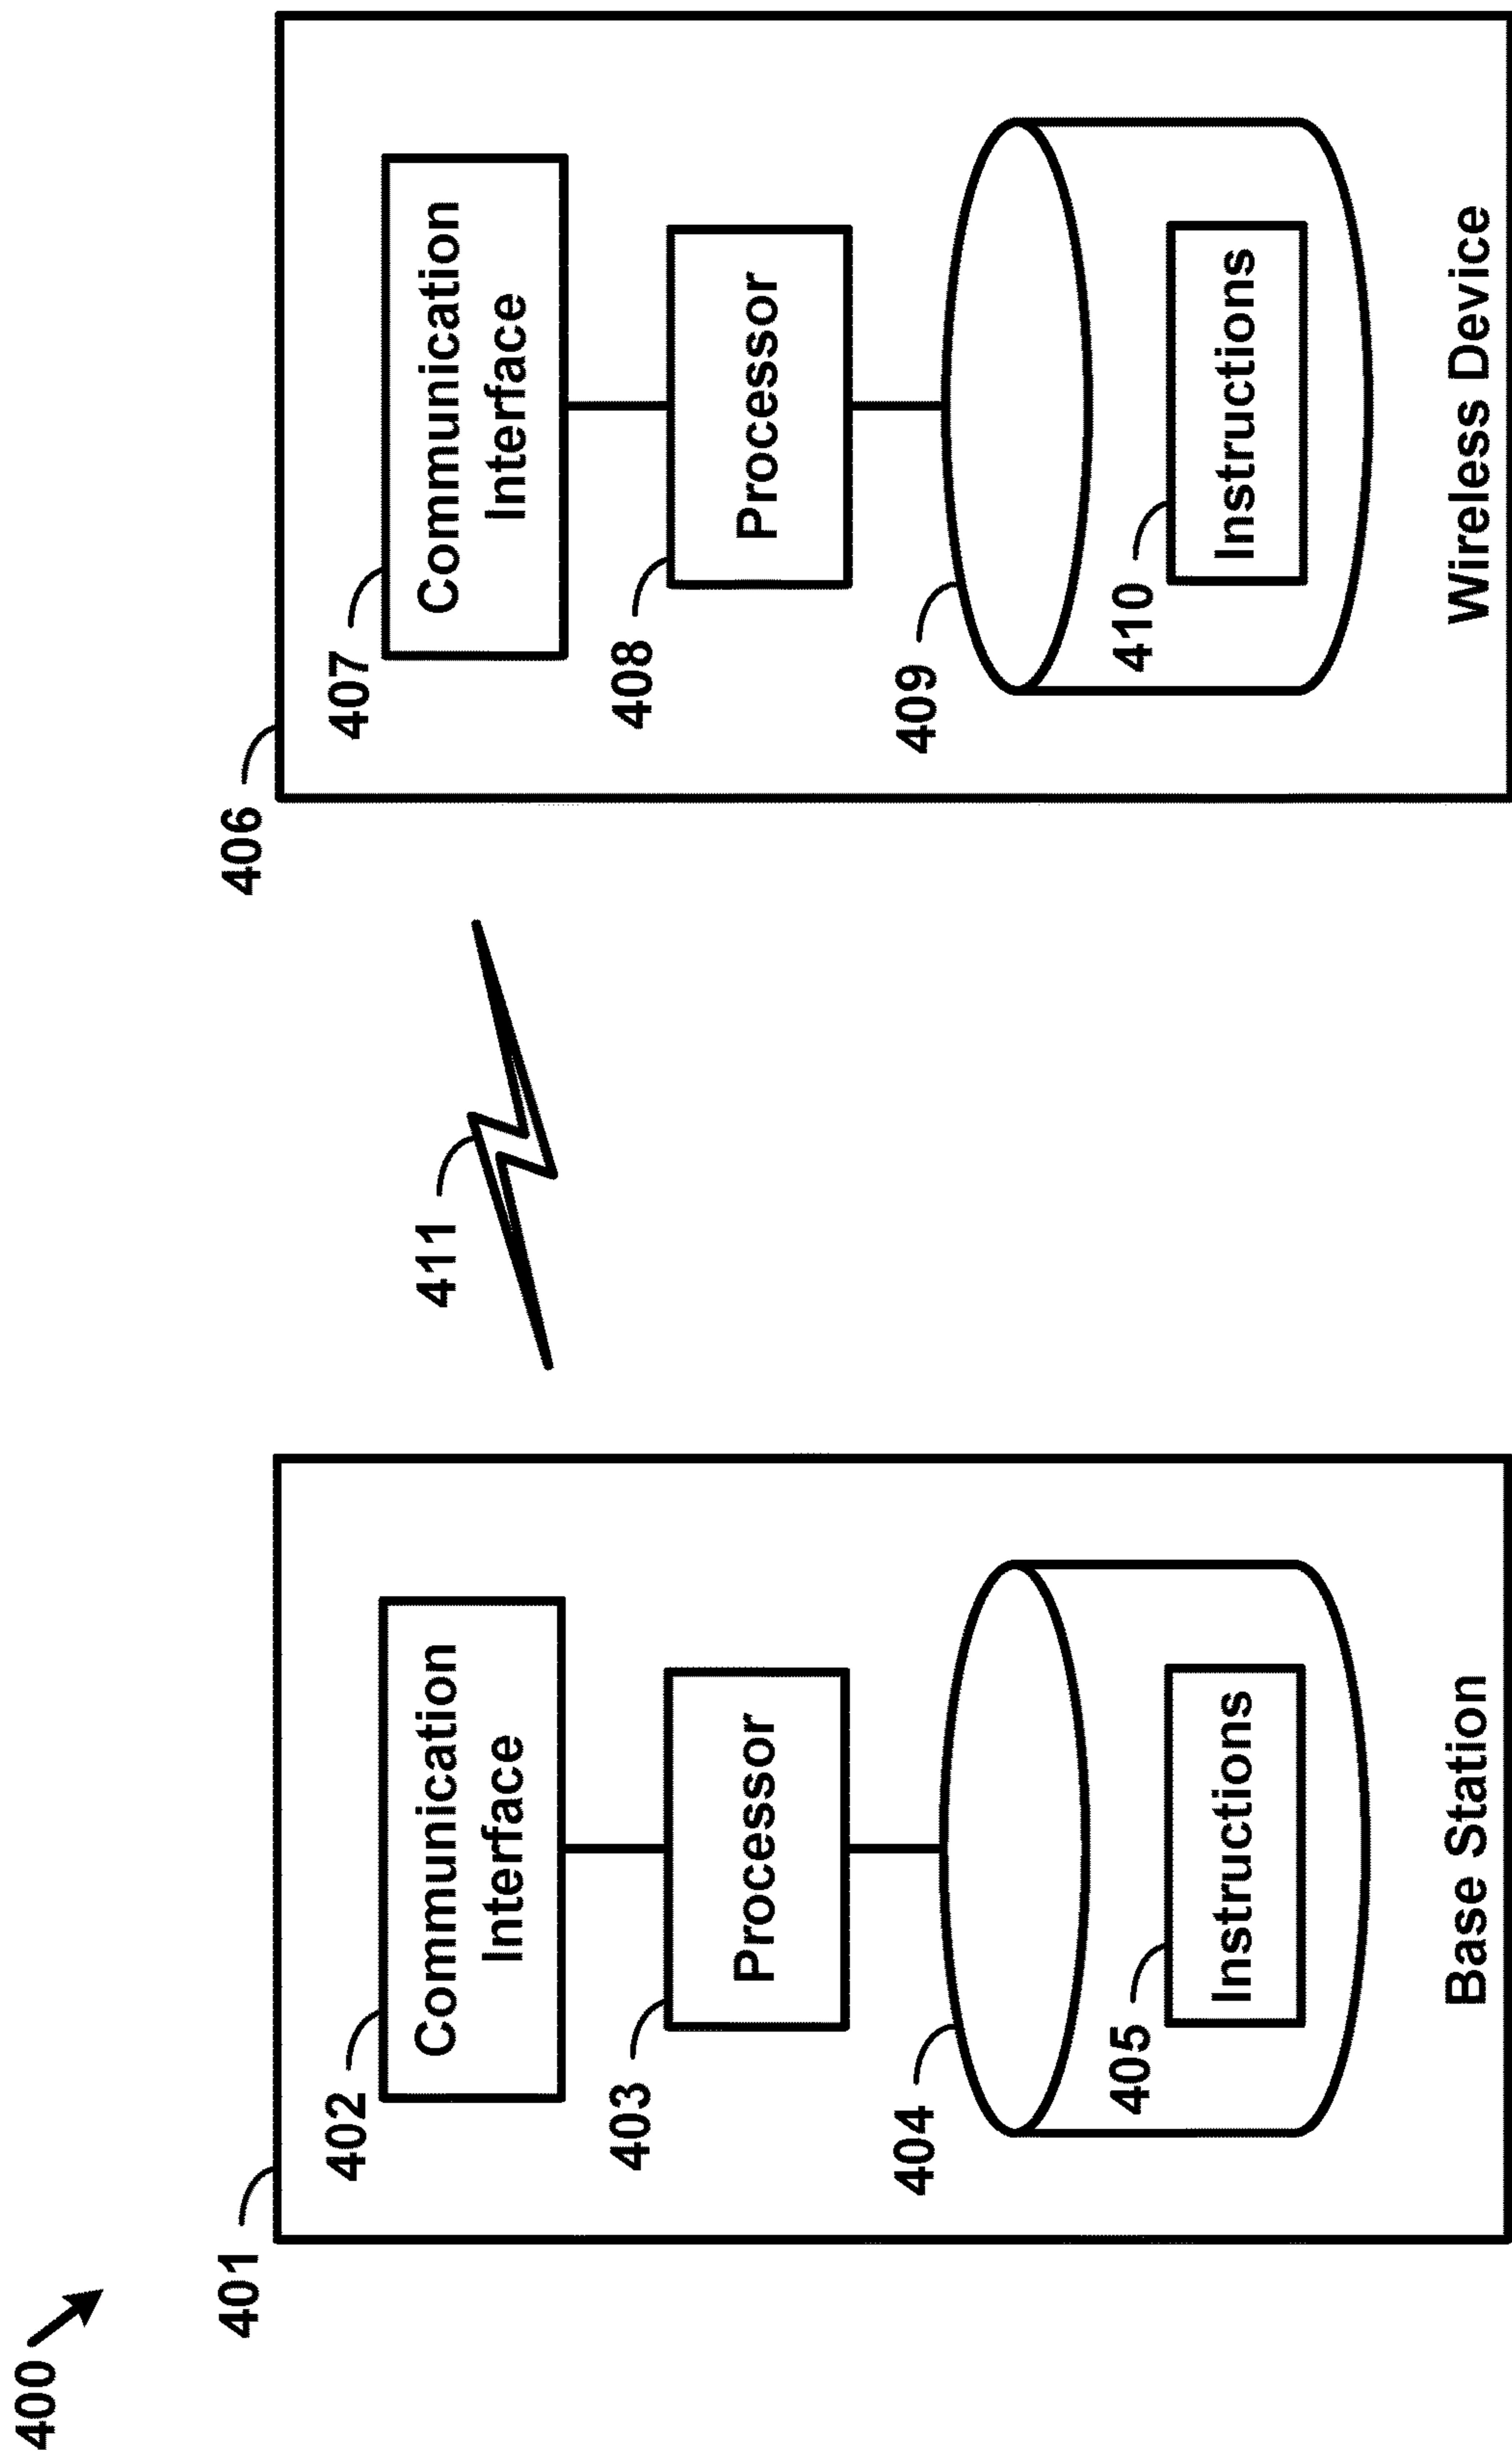 400
401
402
Communication
Interface
403
Processor
404
405
Instructions
Base Station
411
406
407
Communication
Interface
408
Processor
409
410
Instructions
Wireless Device